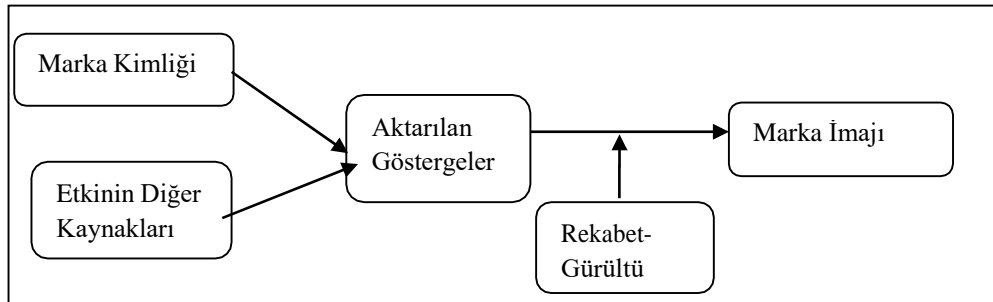 Marka Kimliği
Etkinin Diğer
Kaynakları
Aktarılan
Göstergeler
Rekabet-
Gürültü
Marka İmajı